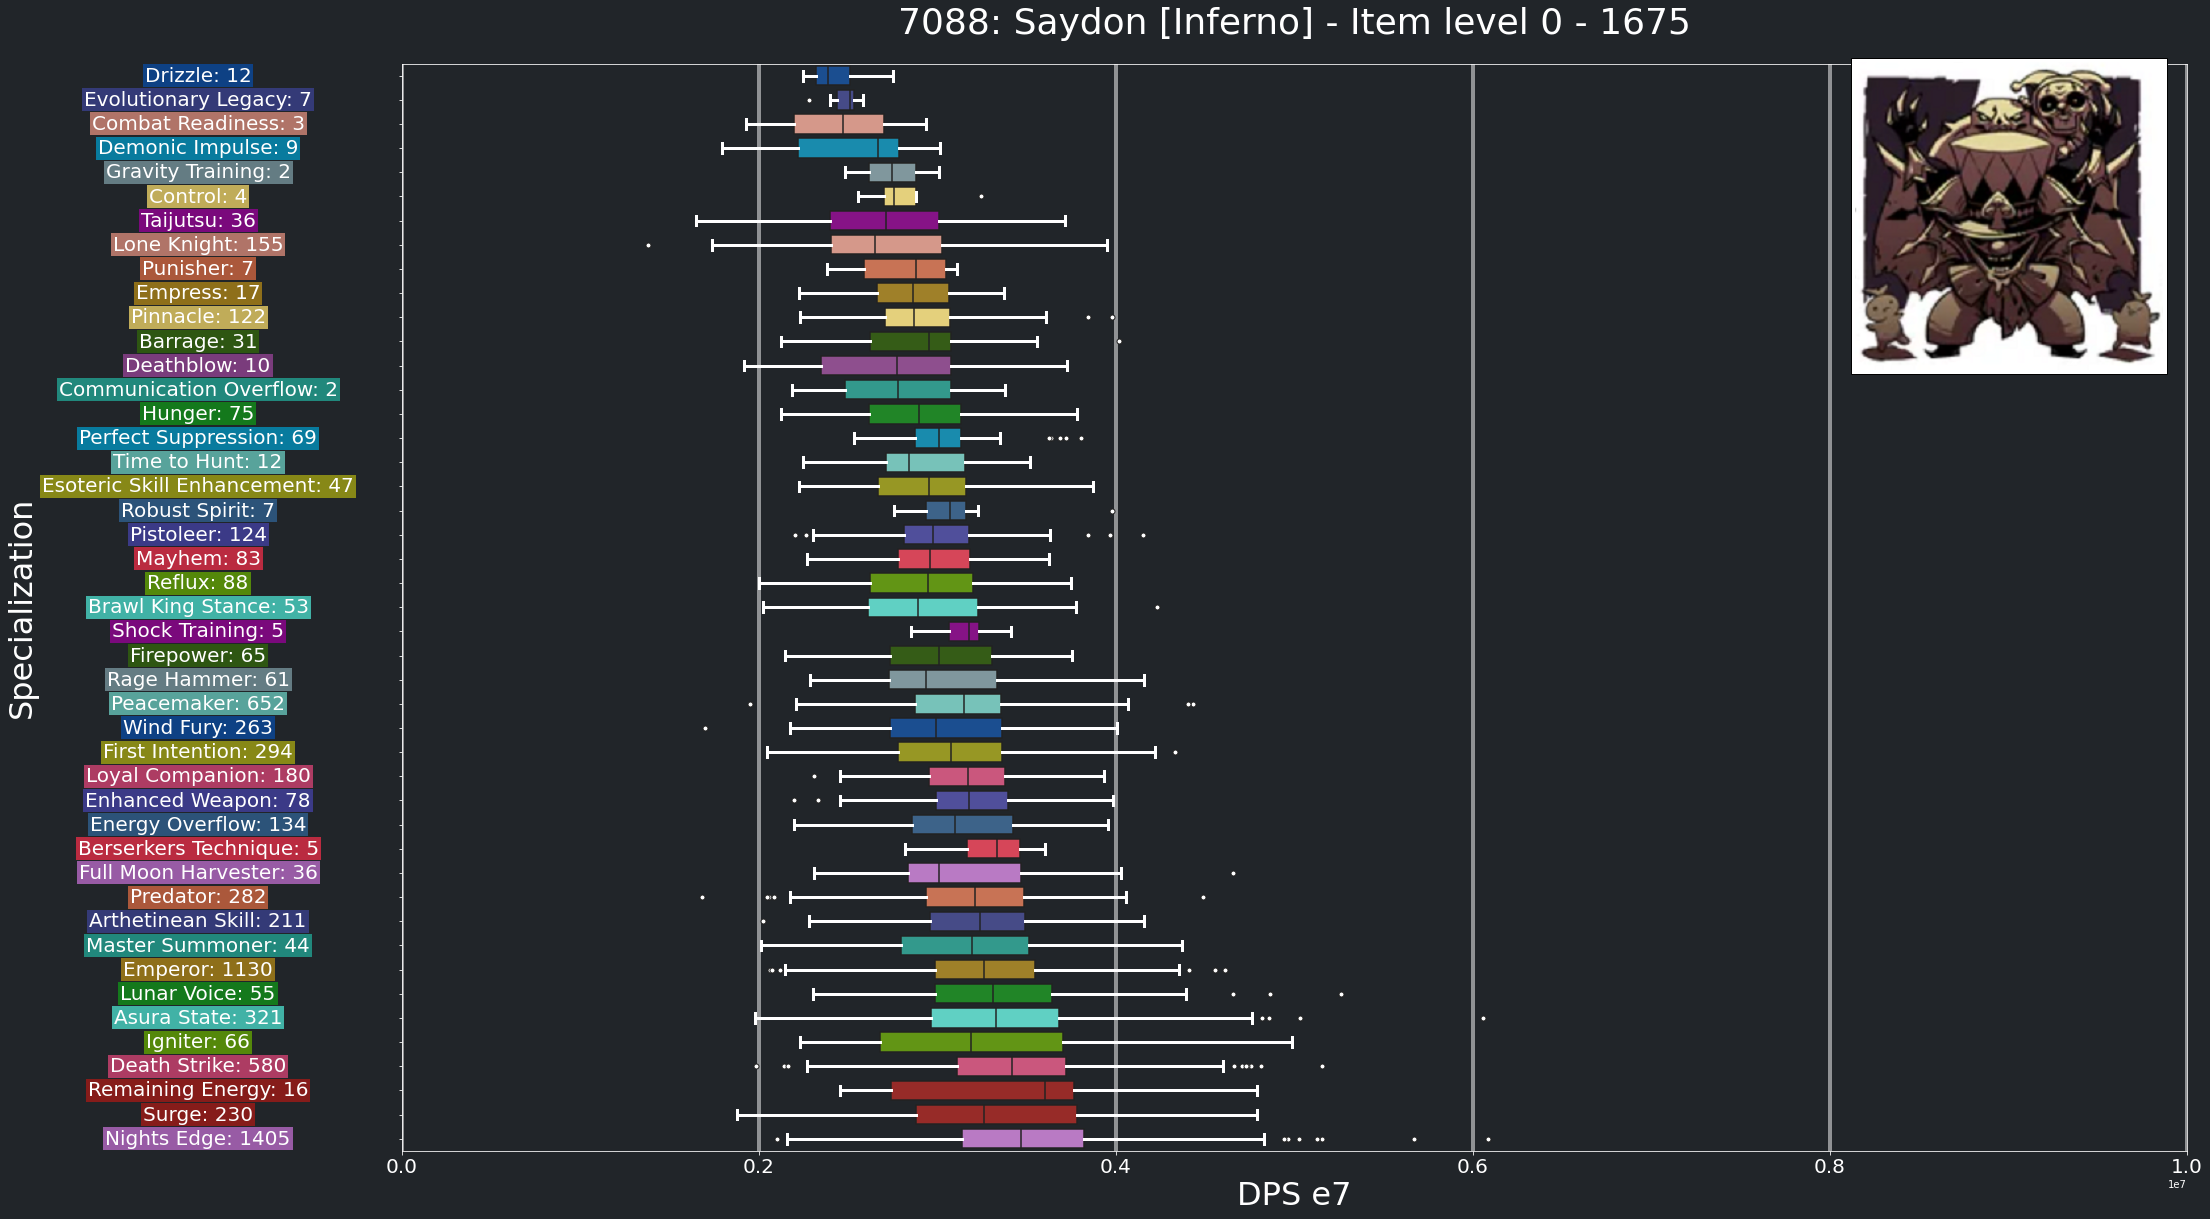 7088: Saydon [Inferno] - Item level 0 - 1675
Drizzle: 12
Evolutionary Legacy: 7
Combat Readiness: 3
Demonic Impulse: 9
Gravity Training: 2
Control: 4
Taijutsu: 36
Lone Knight: 155
Punisher: 7
Empress: 17
Pinnacle: 122
Barrage: 31
Deathblow: 10
Communication Overflow: 2
Hunger: 75
Perfect Suppression: 69
Time to Hunt: 12
Esoteric Skill Enhancement: 47
Robust Spirit: 7
Pistoleer: 124
Mayhem: 83
Reflux: 88
Brawl King Stance: 53
Shock Training: 5
Firepower: 65
Rage Hammer: 61
Peacemaker: 652
Wind Fury: 263
First Intention: 294
Loyal Companion: 180
Enhanced Weapon: 78
Energy Overflow: 134
Berserkers Technique: 5
Full Moon Harvester: 36
Predator: 282
Arthetinean Skill: 211
Master Summoner: 44
Emperor: 1130
Lunar Voice: 55
Asura State: 321
Igniter: 66
Death Strike: 580
Remaining Energy: 16
Surge: 230
Nights Edge: 1405
Specialization
0.0 0.2 0.4 0.6 0.8 1.0
1e7
DPS e7